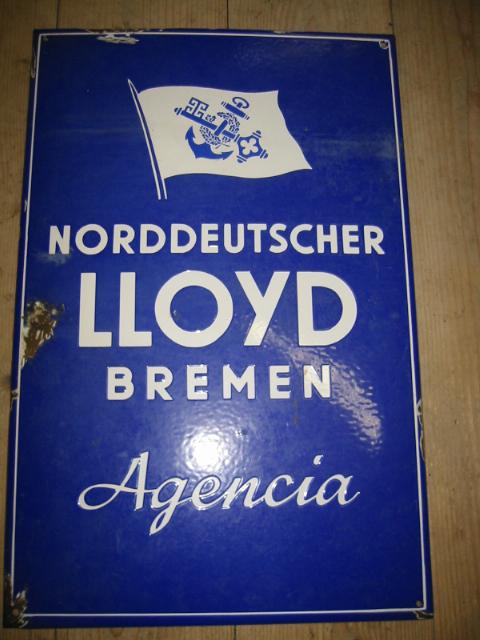 NORDDEUTSCHER
LLOYD
BREMEN
Agencia